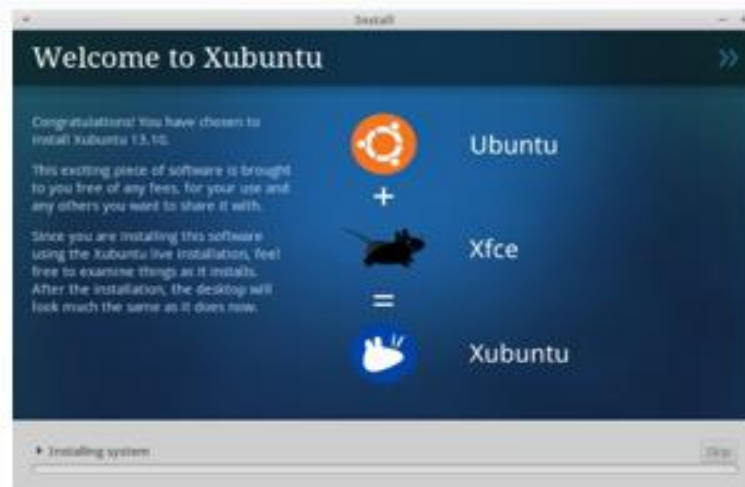 Install
Welcome to Xubuntu
Congratulations! You have chosen to
install Xubuntu 13.10.
This exciting piece of software is brought
to you free of any fees, for your use and
any others you want to share it with.
Since you are installing this software
using the Xubuntu live installation, feel
free to examine things as it installs.
After the installation, the desktop will
look much the same as it does now.
Ubuntu
+
Xfce
=
Xubuntu
Installing system
Skip